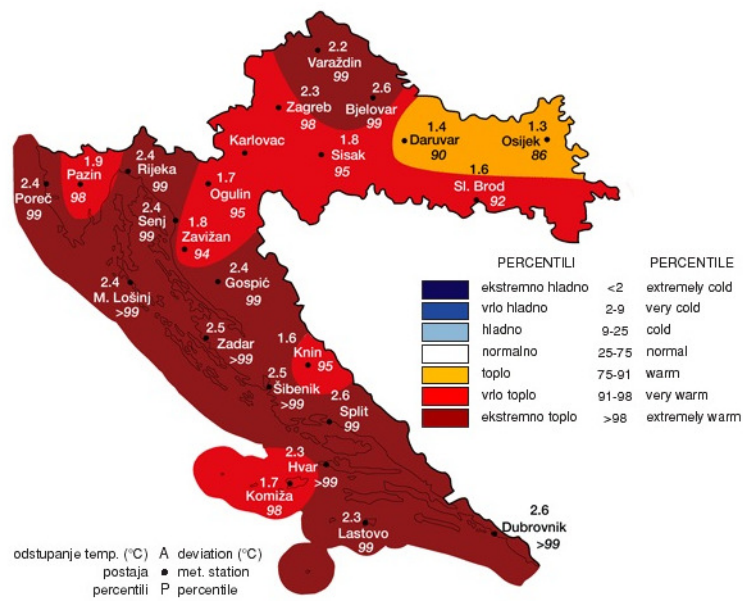 2.2
Varaždin
99
2.3
Zagreb
98
2.6
Bjelovar
99
1.4
Daruvar
90
1.3
Osijek
86
Karlovac
1.8
Sisak
95
1.6
Sl. Brod
92
2.4
Poreč
99
1.9
Pazin
98
2.4
Rijeka
99
1.7
Ogulin
95
2.4
Senj
99
1.8
Zavižan
94
2.4
Gospić
99
2.4
M. Lošinj
>99
2.5
Zadar
>99
1.6
Knin
95
2.5
Šibenik
>99
2.6
Split
99
2.3
Hvar
>99
1.7
Komiža
98
2.3
Lastovo
99
2.6
Dubrovnik
>99
PERCENTILI PERCENTILE
ekstremno hladno <2 extremely cold
vrlo hladno 2-9 very cold
hladno 9-25 cold
normalno 25-75 normal
toplo 75-91 warm
vrlo toplo 91-98 very warm
ekstremno toplo >98 extremely warm
odstupanje temp. (°C) A deviation (°C)
postaja met. station
percentili P percentile